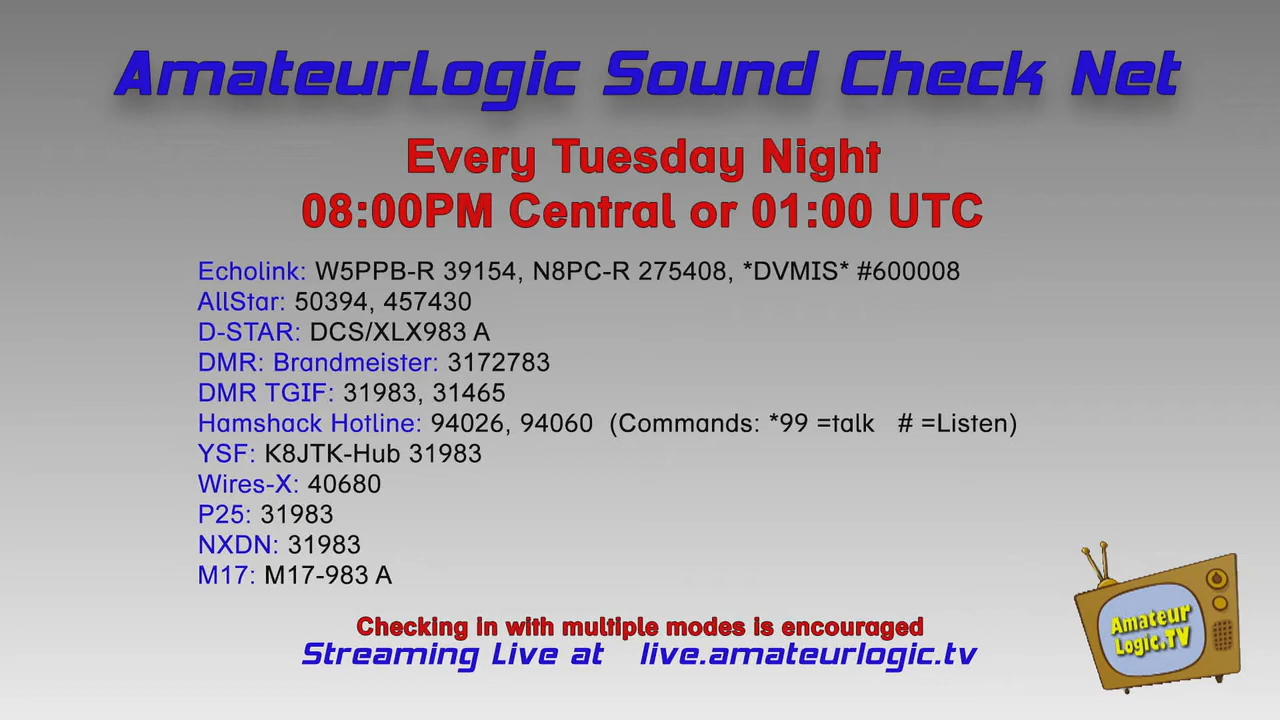 AmateurLogic Sound Check Net
Every Tuesday Night
08:00PM Central or 01:00 UTC
Echolink: W5PPB-R 39154, N8PC-R 275408, *DVMIS* #600008
AllStar: 50394, 457430
D-STAR: DCS/XLX983 A
DMR: Brandmeister: 3172783
DMR TGIF: 31983, 31465
Hamshack Hotline: 94026, 94060 (Commands: *99 =talk # =Listen)
YSF: K8JTK-Hub 31983
Wires-X: 40680
P25: 31983
NXDN: 31983
M17: M17-983 A
Checking in with multiple modes is encouraged
Streaming Live at live.amateurlogic.tv
Amateur
Logic.TV